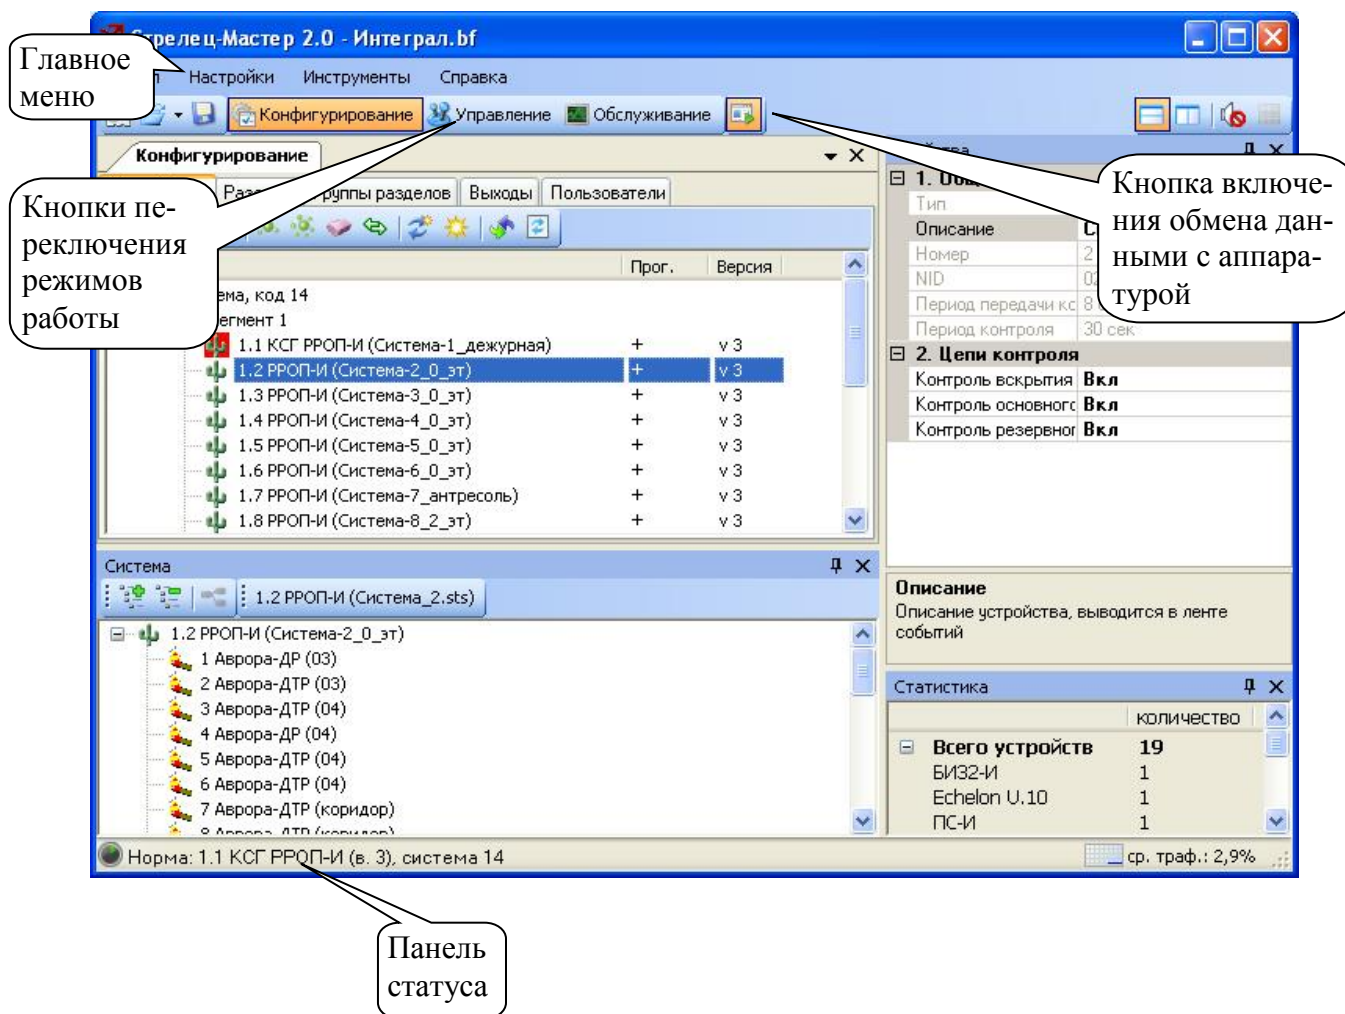 Стрелец-Мастер 2.0 - Интеграл.bf
Главное
меню
Настройки Инструменты Справка
Конфигурирование Управление Обслуживание
Конфигурирование
Группы разделов Выходы Пользователи
Кнопки пе-
реключения
режимов
работы
Прог. Версия
код 14
1
1.1 КСГ РРОП-И (Система-1_дежурная) + v 3
1.2 РРОП-И (Система-2_0_эт) + v 3
1.3 РРОП-И (Система-3_0_эт) + v 3
1.4 РРОП-И (Система-4_0_эт) + v 3
1.5 РРОП-И (Система-5_0_эт) + v 3
1.6 РРОП-И (Система-6_0_эт) + v 3
1.7 РРОП-И (Система-7_антресоль) + v 3
1.8 РРОП-И (Система-8_2_эт) + v 3
Кнопка включе-
ния обмена дан-
ными с аппара-
турой
1.
Тип
Описание
Номер 2
NID
Период передачи кс 8
Период контроля 30 сек
2. Цепи контроля
Контроль вскрытия Вкл
Контроль основногс Вкл
Контроль резервног Вкл
Описание
Описание устройства, выводится в ленте
событий
Система
1.2 РРОП-И (Система_2.sts)
1.2 РРОП-И (Система-2_0_эт)
1 Аврора-ДР (03)
2 Аврора-ДТР (03)
3 Аврора-ДТР (04)
4 Аврора-ДР (04)
5 Аврора-ДТР (04)
6 Аврора-ДТР (04)
7 Аврора-ДТР (коридор)
8 Аврора-ДТР (коридор)
Статистика
количество
Всего устройств 19
БИ32-И 1
Echelon U.10 1
ПС-И 1
Норма: 1.1 КСГ РРОП-И (в. 3), система 14
ср. траф.: 2,9%
Панель
статуса